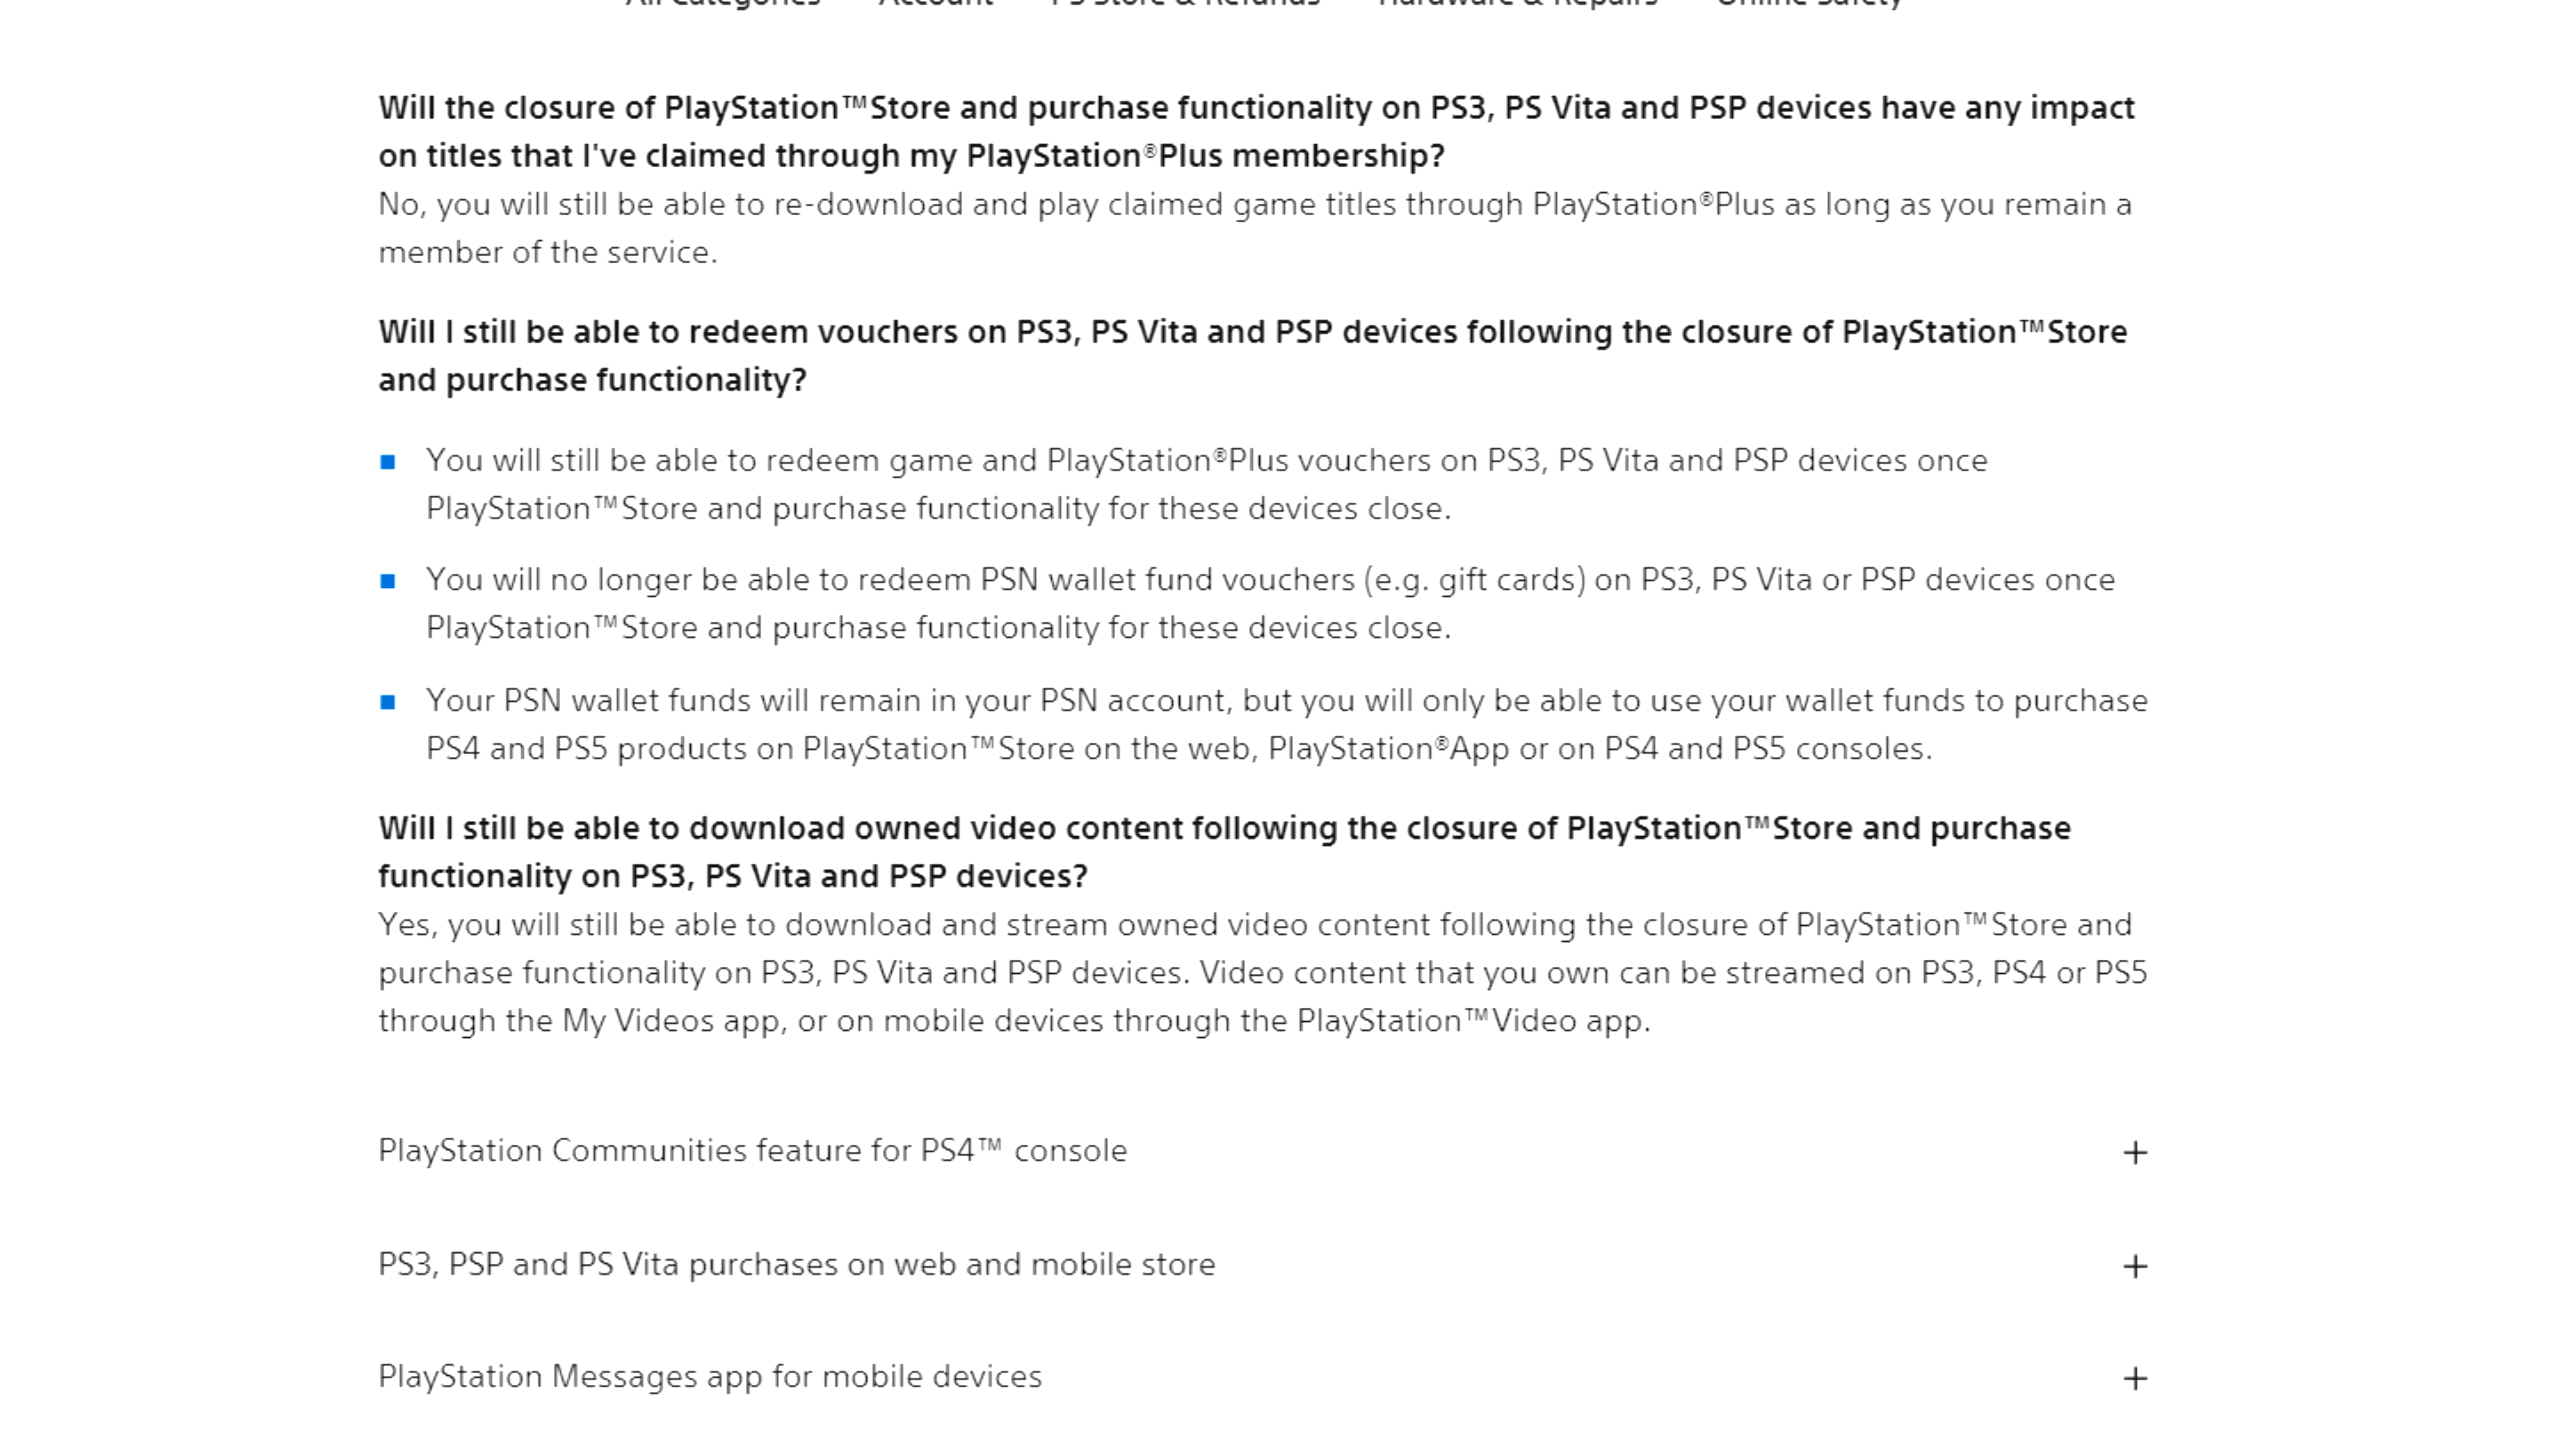 All Categories Account PS Store & Refunds Hardware & Repairs Online Safety
Will the closure of PlayStation™Store and purchase functionality on PS3, PS Vita and PSP devices have any impact
on titles that I've claimed through my PlayStation®Plus membership?
No, you will still be able to re-download and play claimed game titles through PlayStation®Plus as long as you remain a
member of the service.
Will I still be able to redeem vouchers on PS3, PS Vita and PSP devices following the closure of PlayStation™Store
and purchase functionality?
You will still be able to redeem game and PlayStation®Plus vouchers on PS3, PS Vita and PSP devices once
PlayStation™Store and purchase functionality for these devices close.
You will no longer be able to redeem PSN wallet fund vouchers (e.g. gift cards) on PS3, PS Vita or PSP devices once
PlayStation™Store and purchase functionality for these devices close.
Your PSN wallet funds will remain in your PSN account, but you will only be able to use your wallet funds to purchase
PS4 and PS5 products on PlayStation™Store on the web, PlayStation®App or on PS4 and PS5 consoles.
Will I still be able to download owned video content following the closure of PlayStation™Store and purchase
functionality on PS3, PS Vita and PSP devices?
Yes, you will still be able to download and stream owned video content following the closure of PlayStation™Store and
purchase functionality on PS3, PS Vita and PSP devices. Video content that you own can be streamed on PS3, PS4 or PS5
through the My Videos app, or on mobile devices through the PlayStation™Video app.
PlayStation Communities feature for PS4™ console +
PS3, PSP and PS Vita purchases on web and mobile store +
PlayStation Messages app for mobile devices +